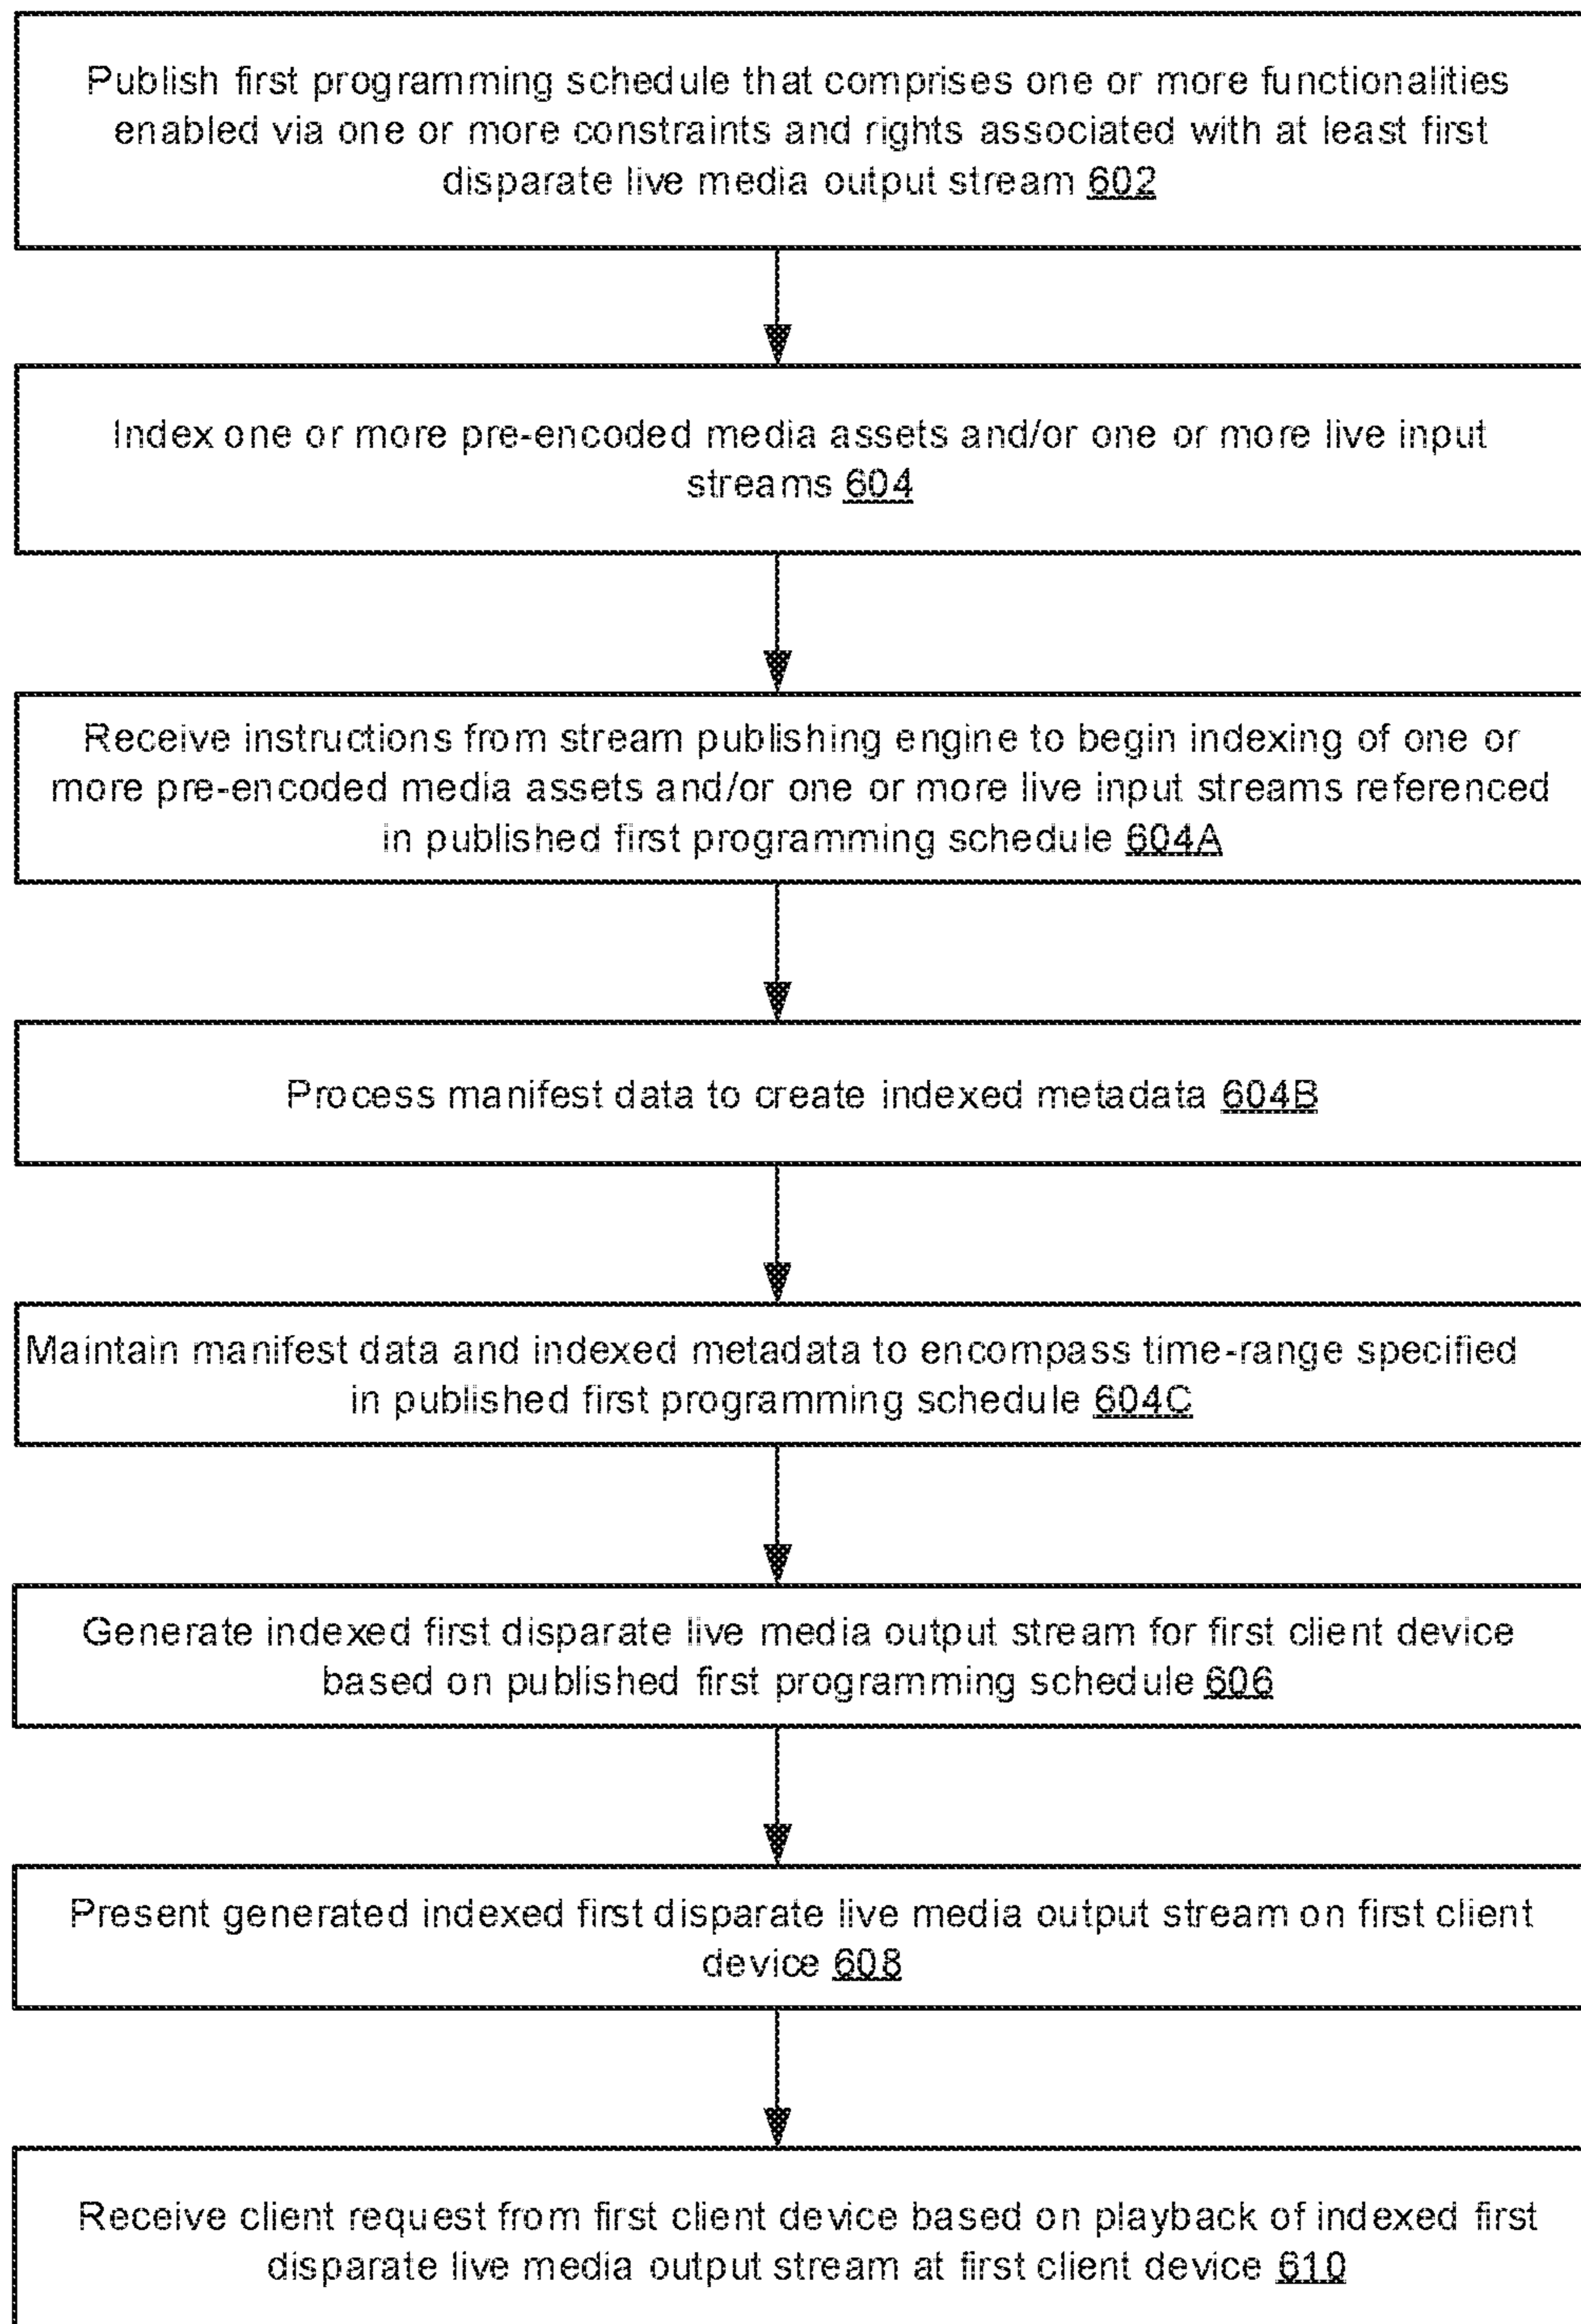 Publish first programming schedule that comprises one or more functionalities
enabled via one or more constraints and rights associated with at least first
disparate live media output stream 602
Index one or more pre-encoded media assets and/or one or more live input
streams 604
Receive instructions from stream publishing engine to begin indexing of one or
more pre-encoded media assets and/or one or more live input streams referenced
in published first programming schedule 604A
Process manifest data to create indexed metadata 604B
Maintain manifest data and indexed metadata to encompass time-range specified
in published first programming schedule 604C
Generate indexed first disparate live media output stream for first client device
based on published first programming schedule 606
Present generated indexed first disparate live media output stream on first client
device 608
Receive client request from first client device based on playback of indexed first
disparate live media output stream at first client device 610